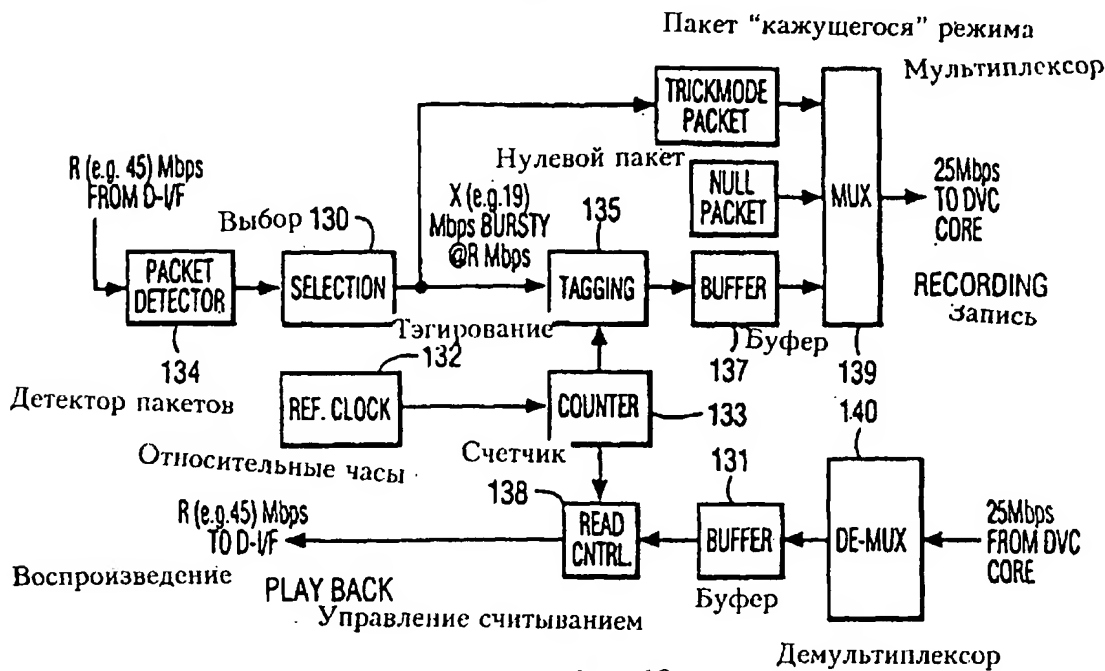 Пакет "кажущегося" режима
Мультиплексор
TRICKMODE
PACKET
Нулевой пакет
NULL
PACKET
MUX
25Mbps
TO DVC
CORE
R (e.g. 45) Mbps
FROM D-I/F
Выбор 130
X (e.g.19)
Mbps BURSTY
@R Mbps
135
PACKET
DETECTOR
SELECTION
TAGGING
BUFFER
RECORDING
Запись
Тэгирование
Буфер
134
132
137
139
Детектор пакетов
REF. CLOCK
COUNTER
133
140
Относительные часы
Счетчик
131
138
R (e.g.45) Mbps
TO D-I/F
READ
CNTRL.
BUFFER
DE-MUX
25Mbps
FROM DVC
CORE
Воспроизведение
PLAY BACK
Буфер
Управление считыванием
Демультиплексор